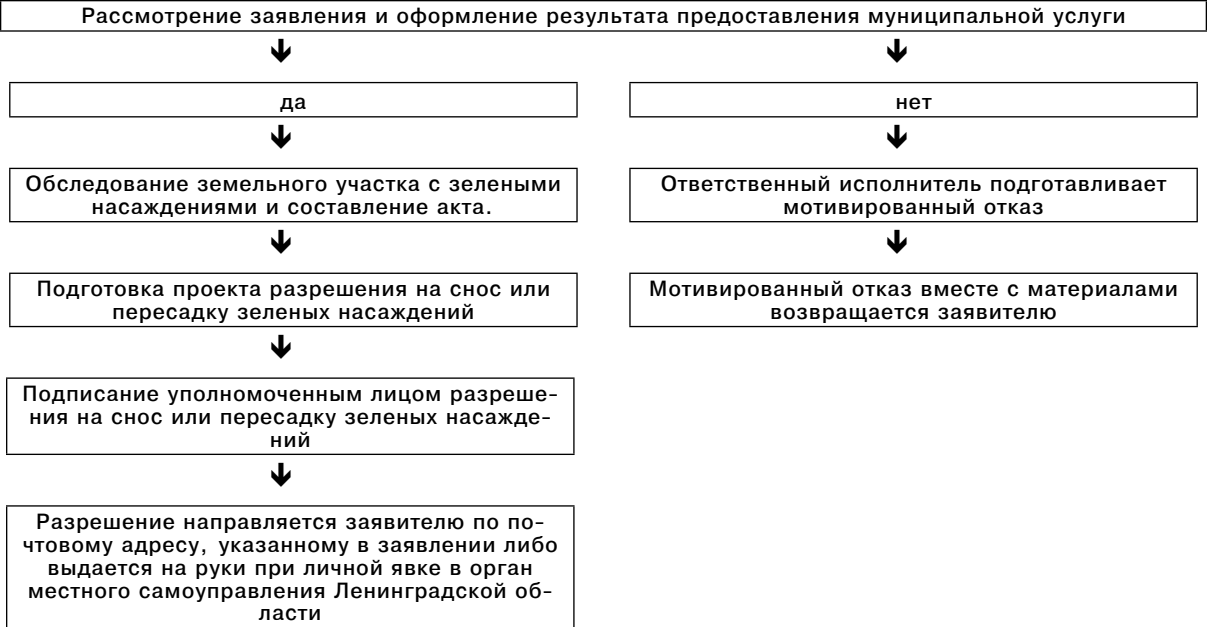 Рассмотрение заявления и оформление результата предоставления муниципальной услуги
да
нет
Обследование земельного участка с зелеными
насаждениями и составление акта.
Ответственный исполнитель подготавливает
мотивированный отказ
Подготовка проекта разрешения на снос или
пересадку зеленых насаждений
Мотивированный отказ вместе с материалами
возвращается заявителю
Подписание уполномоченным лицом разреше-
ния на снос или пересадку зеленых насажде-
ний
Разрешение направляется заявителю по по-
чтовому адресу, указанному в заявлении либо
выдается на руки при личной явке в орган
местного самоуправления Ленинградской об-
ласти